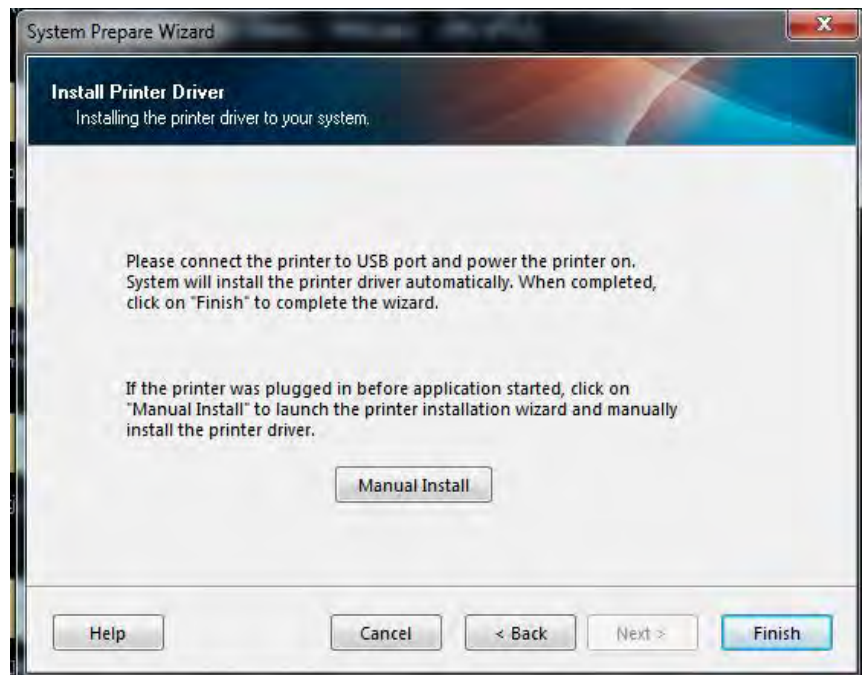 System Prepare Wizard
Install Printer Driver
Installing the printer driver to your system.
Please connect the printer to USB port and power the printer on.
System will install the printer driver automatically. When completed,
click on "Finish" to complete the wizard.
If the printer was plugged in before application started, click on
"Manual Install" to launch the printer installation wizard and manually
install the printer driver.
Manual Install
Help
Cancel
< Back
Next >
Finish